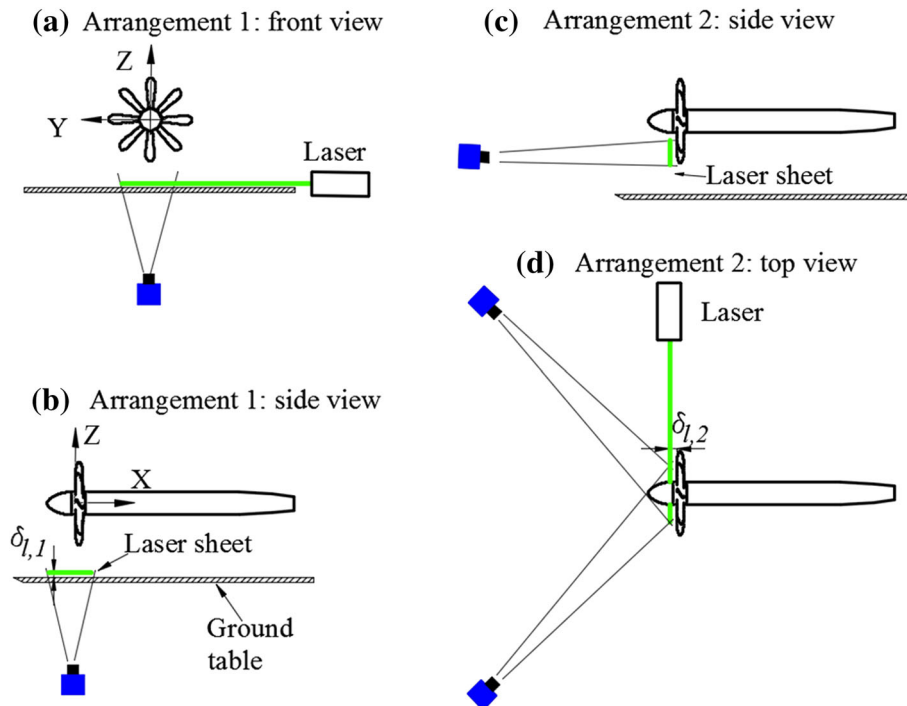 (a) Arrangement 1: front view
Z
Y
Laser
(b) Arrangement 1: side view
Z
X
δl,1
Laser sheet
Ground
table
(c) Arrangement 2: side view
Laser sheet
(d) Arrangement 2: top view
Laser
δl,2